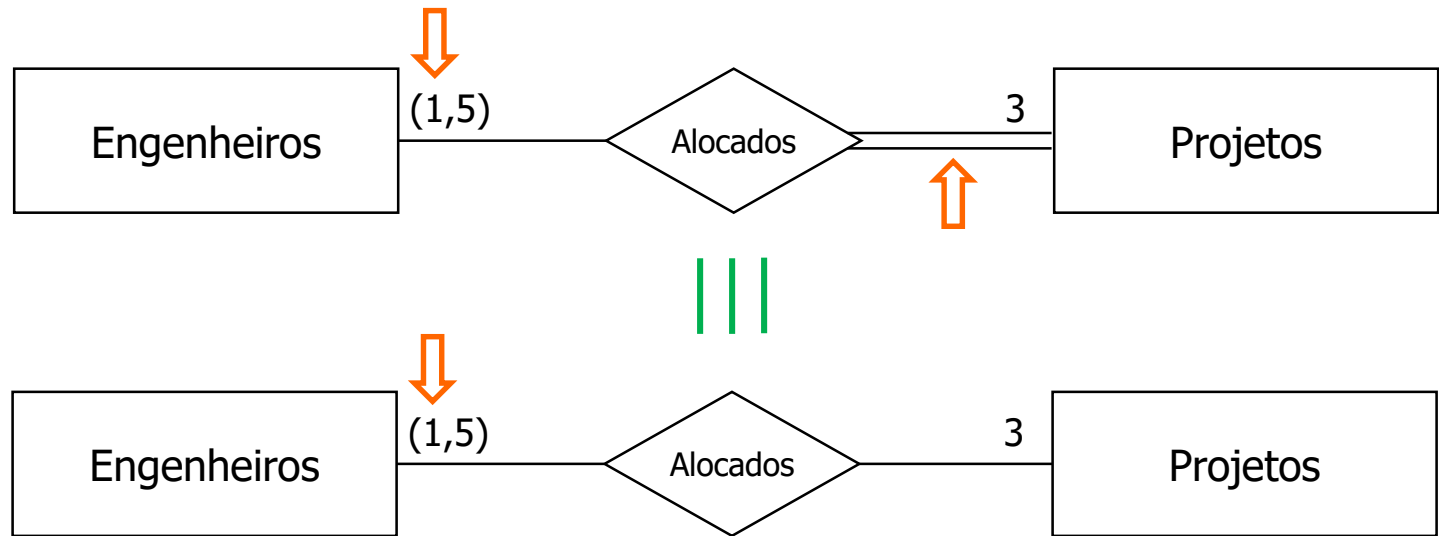 (1,5)
3
Engenheiros
Alocados
Projetos
(1,5)
3
Engenheiros
Alocados
Projetos